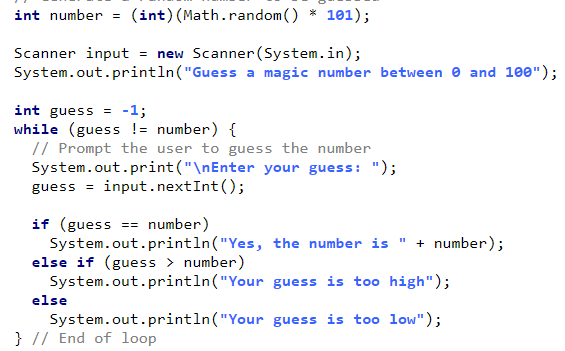 int number = (int)(Math.random() * 101);
Scanner input = new Scanner(System.in);
System.out.println("Guess a magic number between 0 and 100");
int guess = -1;
while (guess != number) {
// Prompt the user to guess the number
System.out.print("\nEnter your guess: ");
guess = input.nextInt();
if (guess == number)
System.out.println("Yes, the number is " + number);
else if (guess > number)
System.out.println("Your guess is too high");
else
System.out.println("Your guess is too low");
} // End of loop